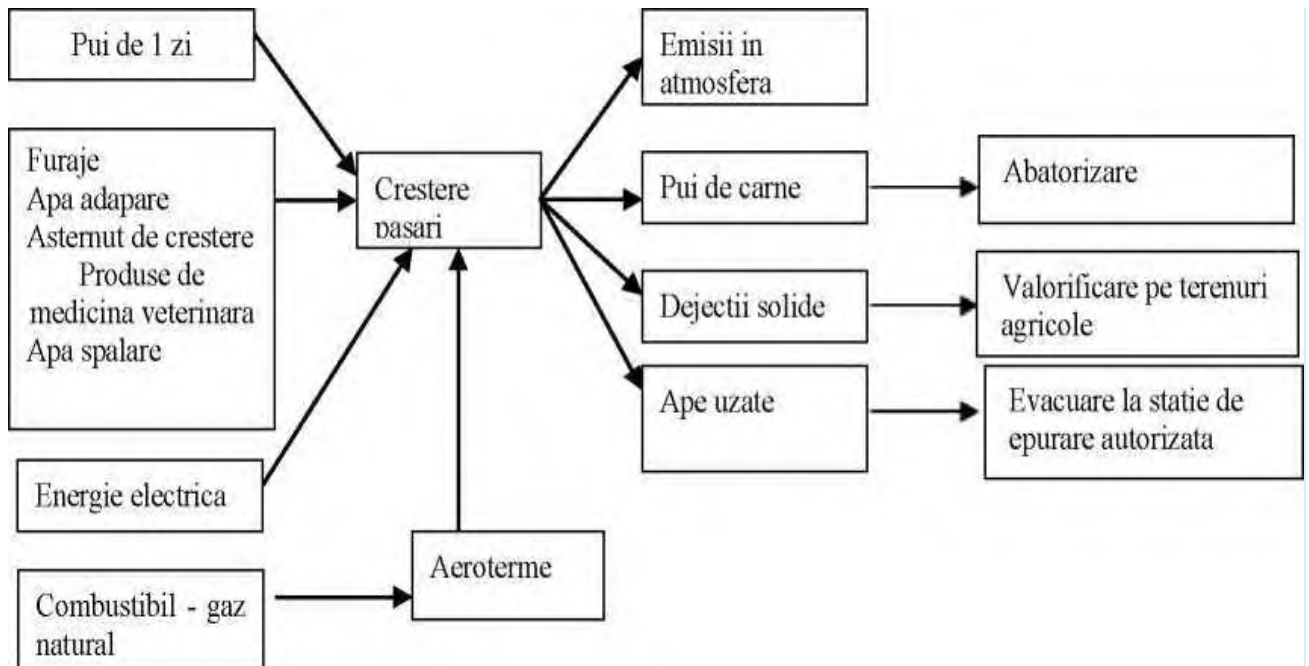 Pui de 1 zi
Furaje
Apa adapare
Asternut de crestere
Produse de
medicina veterinara
Apa spalare
Energie electrica
Combustibil - gaz
natural
Aeroterme
Crestere
pasari
Emisii in
atmosfera
Pui de carne
Abatorizare
Dejectii solide
Valorificare pe terenuri
agricole
Ape uzate
Evacuare la statie de
epurare autorizata